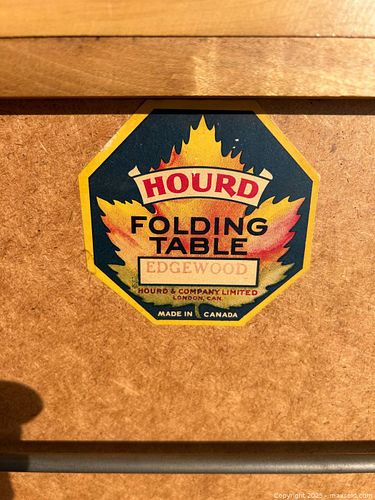 HOURD
FOLDING
TABLE
EDGEWOOD
HOURD & COMPANY LIMITED
LONDON, CAN.
MADE IN CANADA
Copyright 2025 - maxsold.com